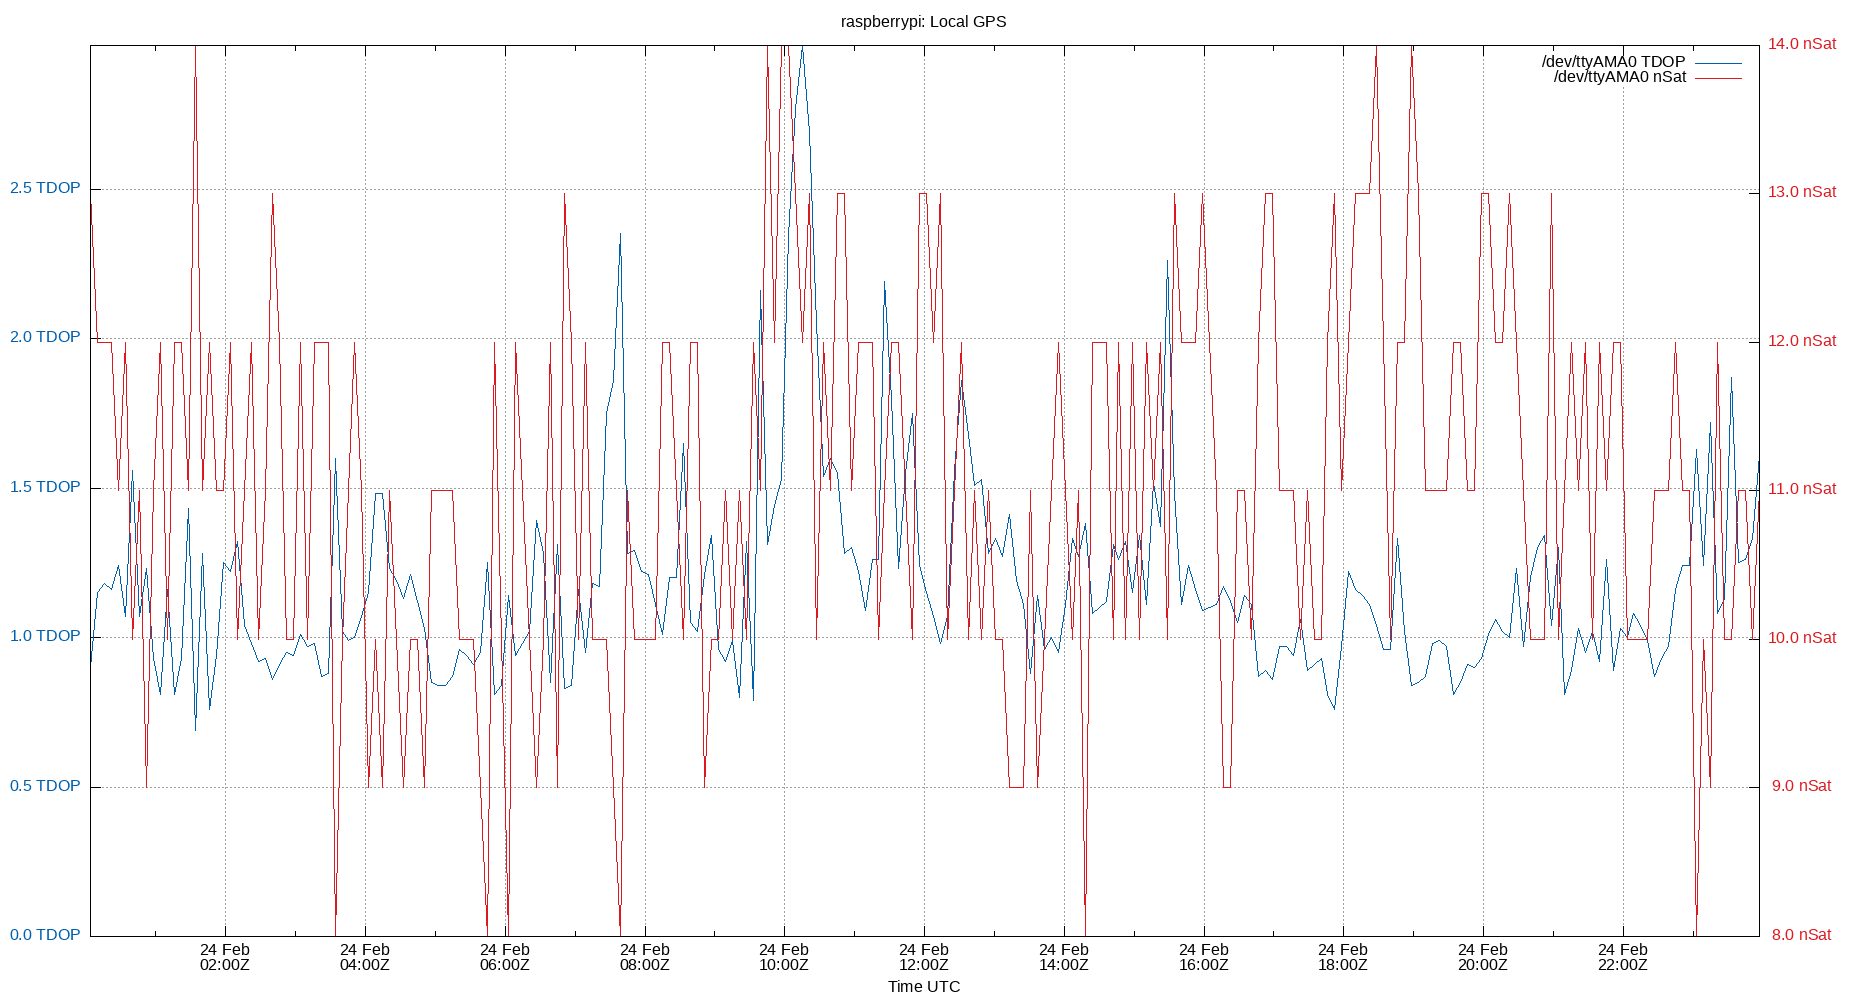 raspberrypi: Local GPS
/dev/ttyAMA0 TDOP
/dev/ttyAMA0 nSat
2.5 TDOP
2.0 TDOP
1.5 TDOP
1.0 TDOP
0.5 TDOP
0.0 TDOP
14.0 nSat
13.0 nSat
12.0 nSat
11.0 nSat
10.0 nSat
9.0 nSat
8.0 nSat
24 Feb
02:00Z
24 Feb
04:00Z
24 Feb
06:00Z
24 Feb
08:00Z
24 Feb
10:00Z
24 Feb
12:00Z
24 Feb
14:00Z
24 Feb
16:00Z
24 Feb
18:00Z
24 Feb
20:00Z
24 Feb
22:00Z
Time UTC